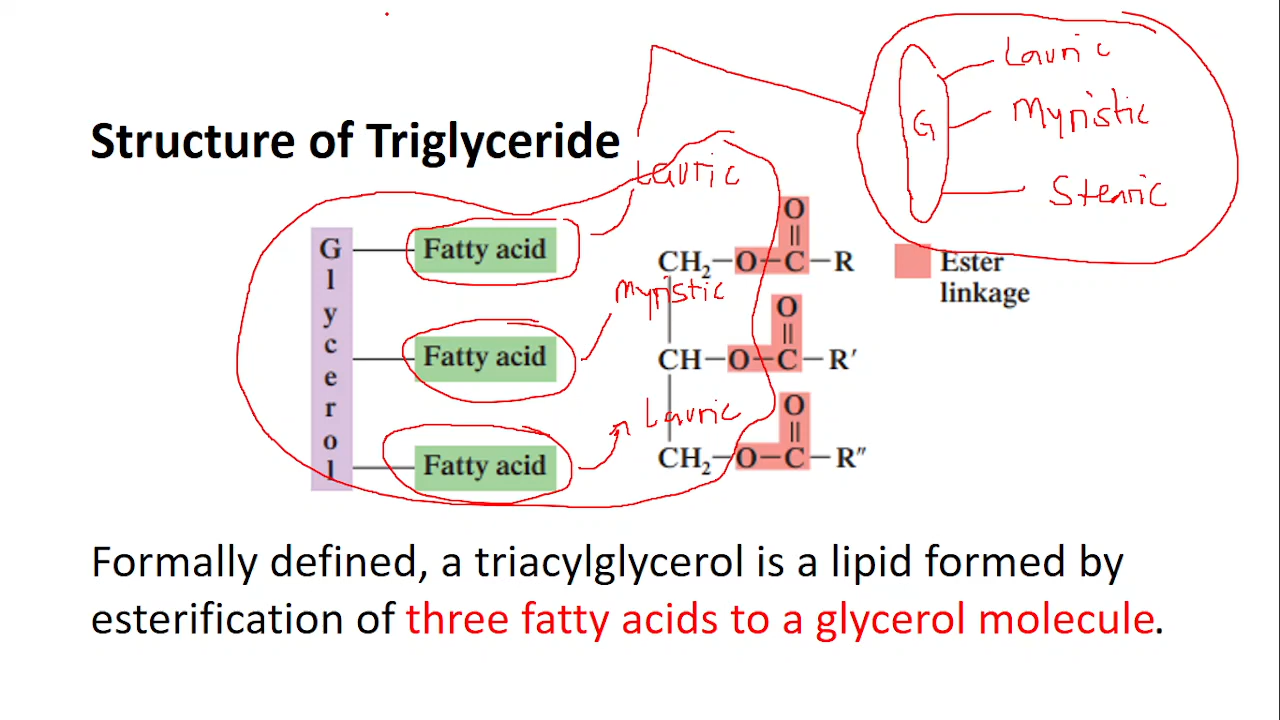 Lauric
G Myristic
Stearic
Structure of Triglyceride
Lauric
Glycerol
Fatty acid
Fatty acid
Fatty acid
Myristic
Lauric
O
||
CH₂—O—C—R
O
||
CH—O—C—R′
O
||
CH₂—O—C—R″
Ester
linkage
Formally defined, a triacylglycerol is a lipid formed by
esterification of three fatty acids to a glycerol molecule.